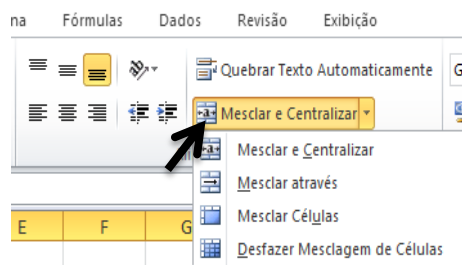 na Fórmulas Dados Revisão Exibição
Quebrar Texto Automaticamente G
Mesclar e Centralizar
Mesclar e Centralizar
Mesclar através
Mesclar Células
Desfazer Mesclagem de Células
E F G